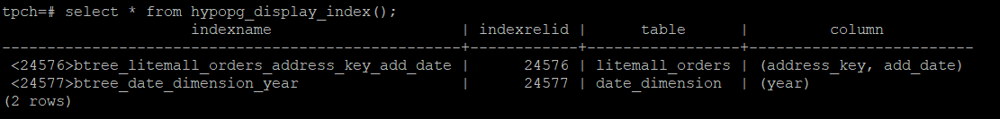 tpch=# select * from hypopg_display_index();
indexname | indexrelid | table | column
--------------------------------------------------+------------+-----------------+-------------------------
<24576>btree_litemall_orders_address_key_add_date | 24576 | litemall_orders | (address_key, add_date)
<24577>btree_date_dimension_year | 24577 | date_dimension | (year)
(2 rows)